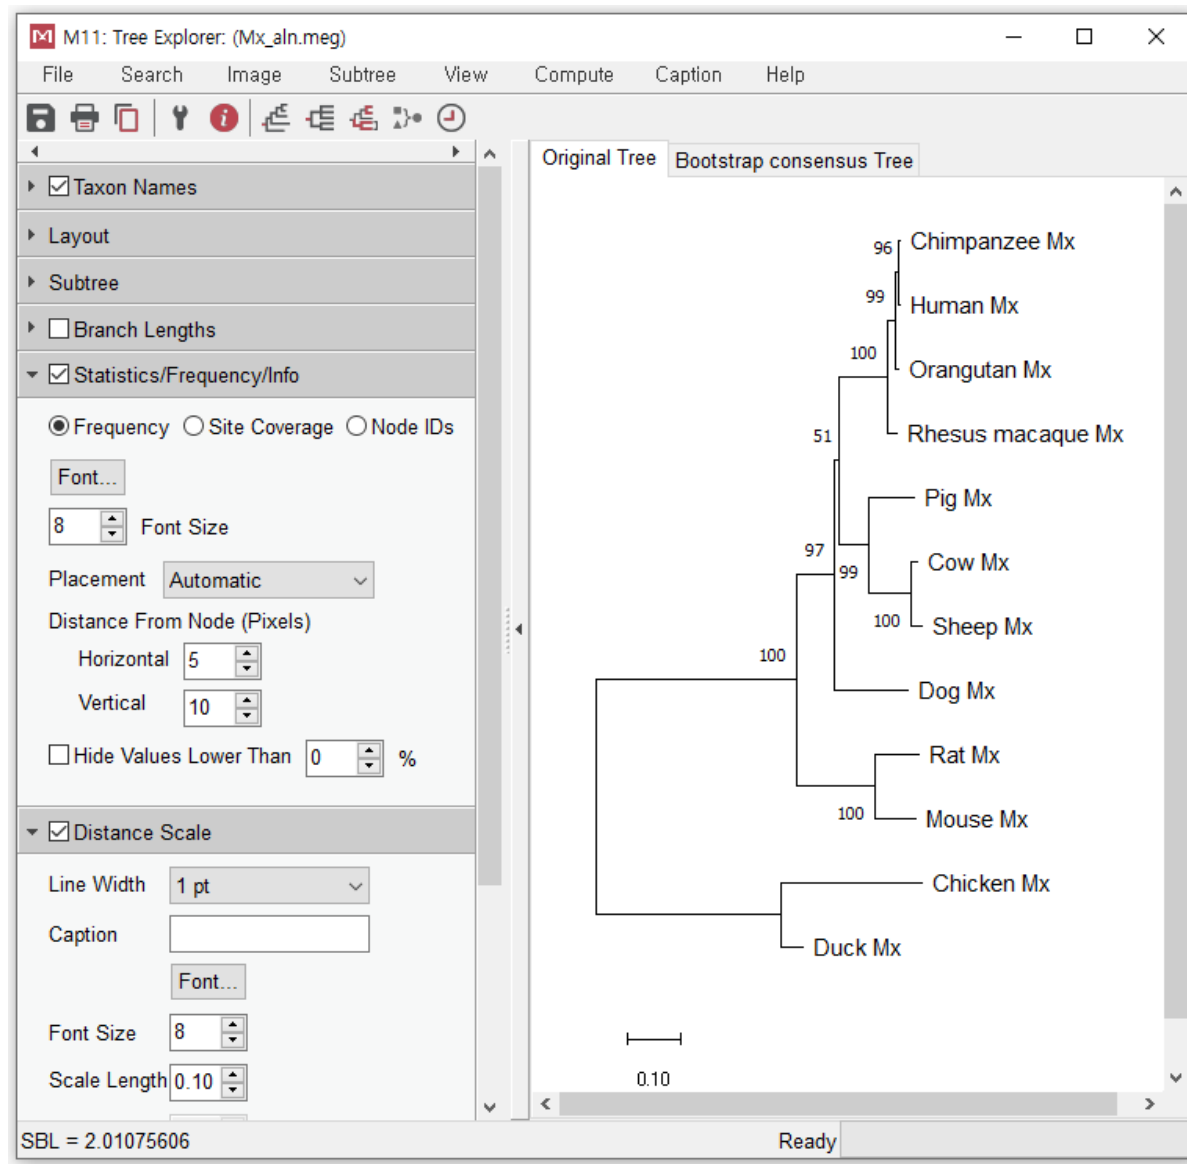 M11: Tree Explorer: (Mx_aln.meg)
File Search Image Subtree View Compute Caption Help
Original Tree Bootstrap consensus Tree
Taxon Names
Layout
Subtree
Branch Lengths
Statistics/Frequency/Info
Frequency Site Coverage Node IDs
Font...
8 Font Size
Placement Automatic
Distance From Node (Pixels)
Horizontal 5
Vertical 10
Hide Values Lower Than 0 %
Distance Scale
Line Width 1 pt
Caption
Font...
Font Size 8
Scale Length 0.10
96 Chimpanzee Mx
99 Human Mx
100 Orangutan Mx
Rhesus macaque Mx
51
Pig Mx
97 99 Cow Mx
100 Sheep Mx
100
Dog Mx
Rat Mx
100 Mouse Mx
Chicken Mx
Duck Mx
0.10
SBL = 2.01075606 Ready